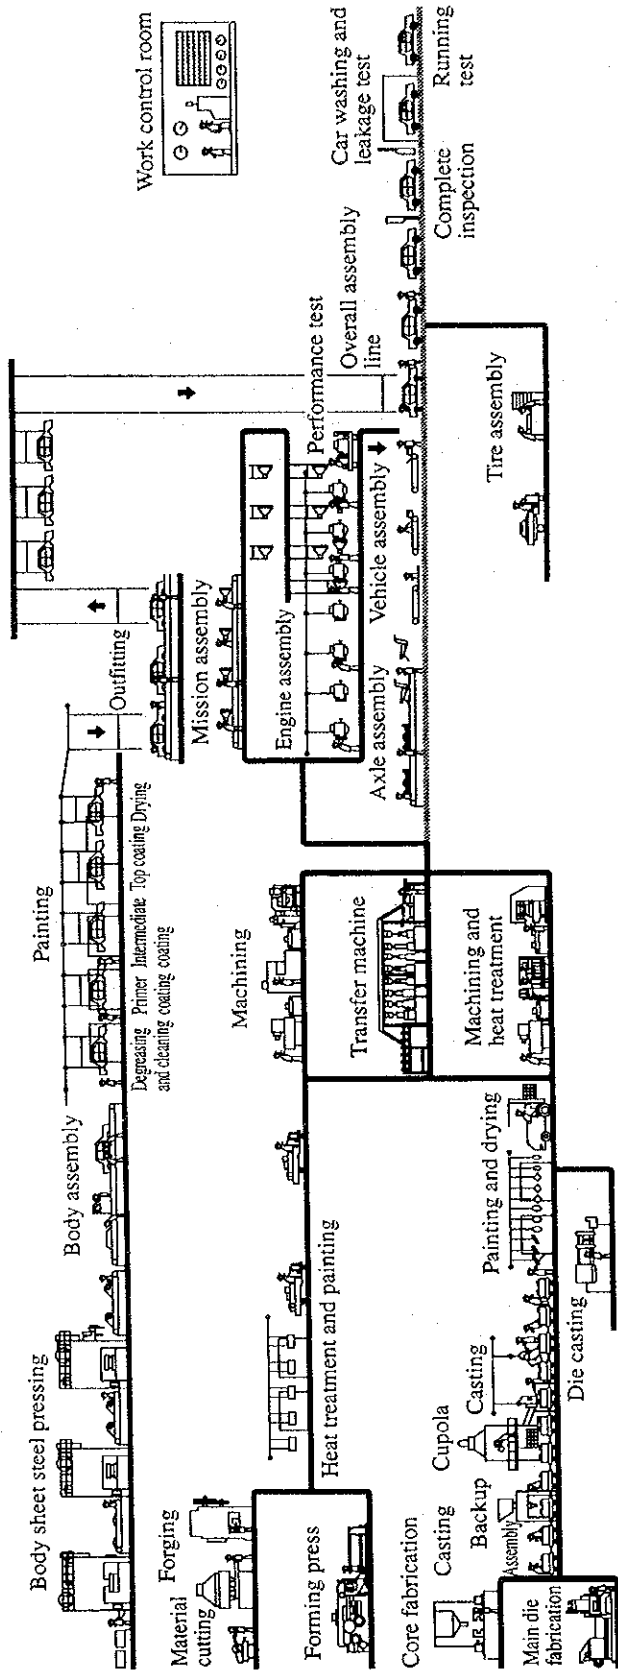 Body sheet steel pressing
Body assembly
Painting
Degreasing
and cleaning
Primer
coating
Intermediate
coating
Top coating
Drying
Outfitting
Work control room
Material
cutting
Forging
Forming press
Heat treatment and painting
Machining
Transfer machine
Machining and
heat treatment
Mission assembly
Engine assembly
Performance test
Axle assembly
Vehicle assembly
Overall assembly
line
Car washing and
leakage test
Complete
inspection
Running
test
Tire assembly
Core fabrication
Casting
Backup
Assembly
Main die
fabrication
Cupola
Casting
Painting and drying
Die casting